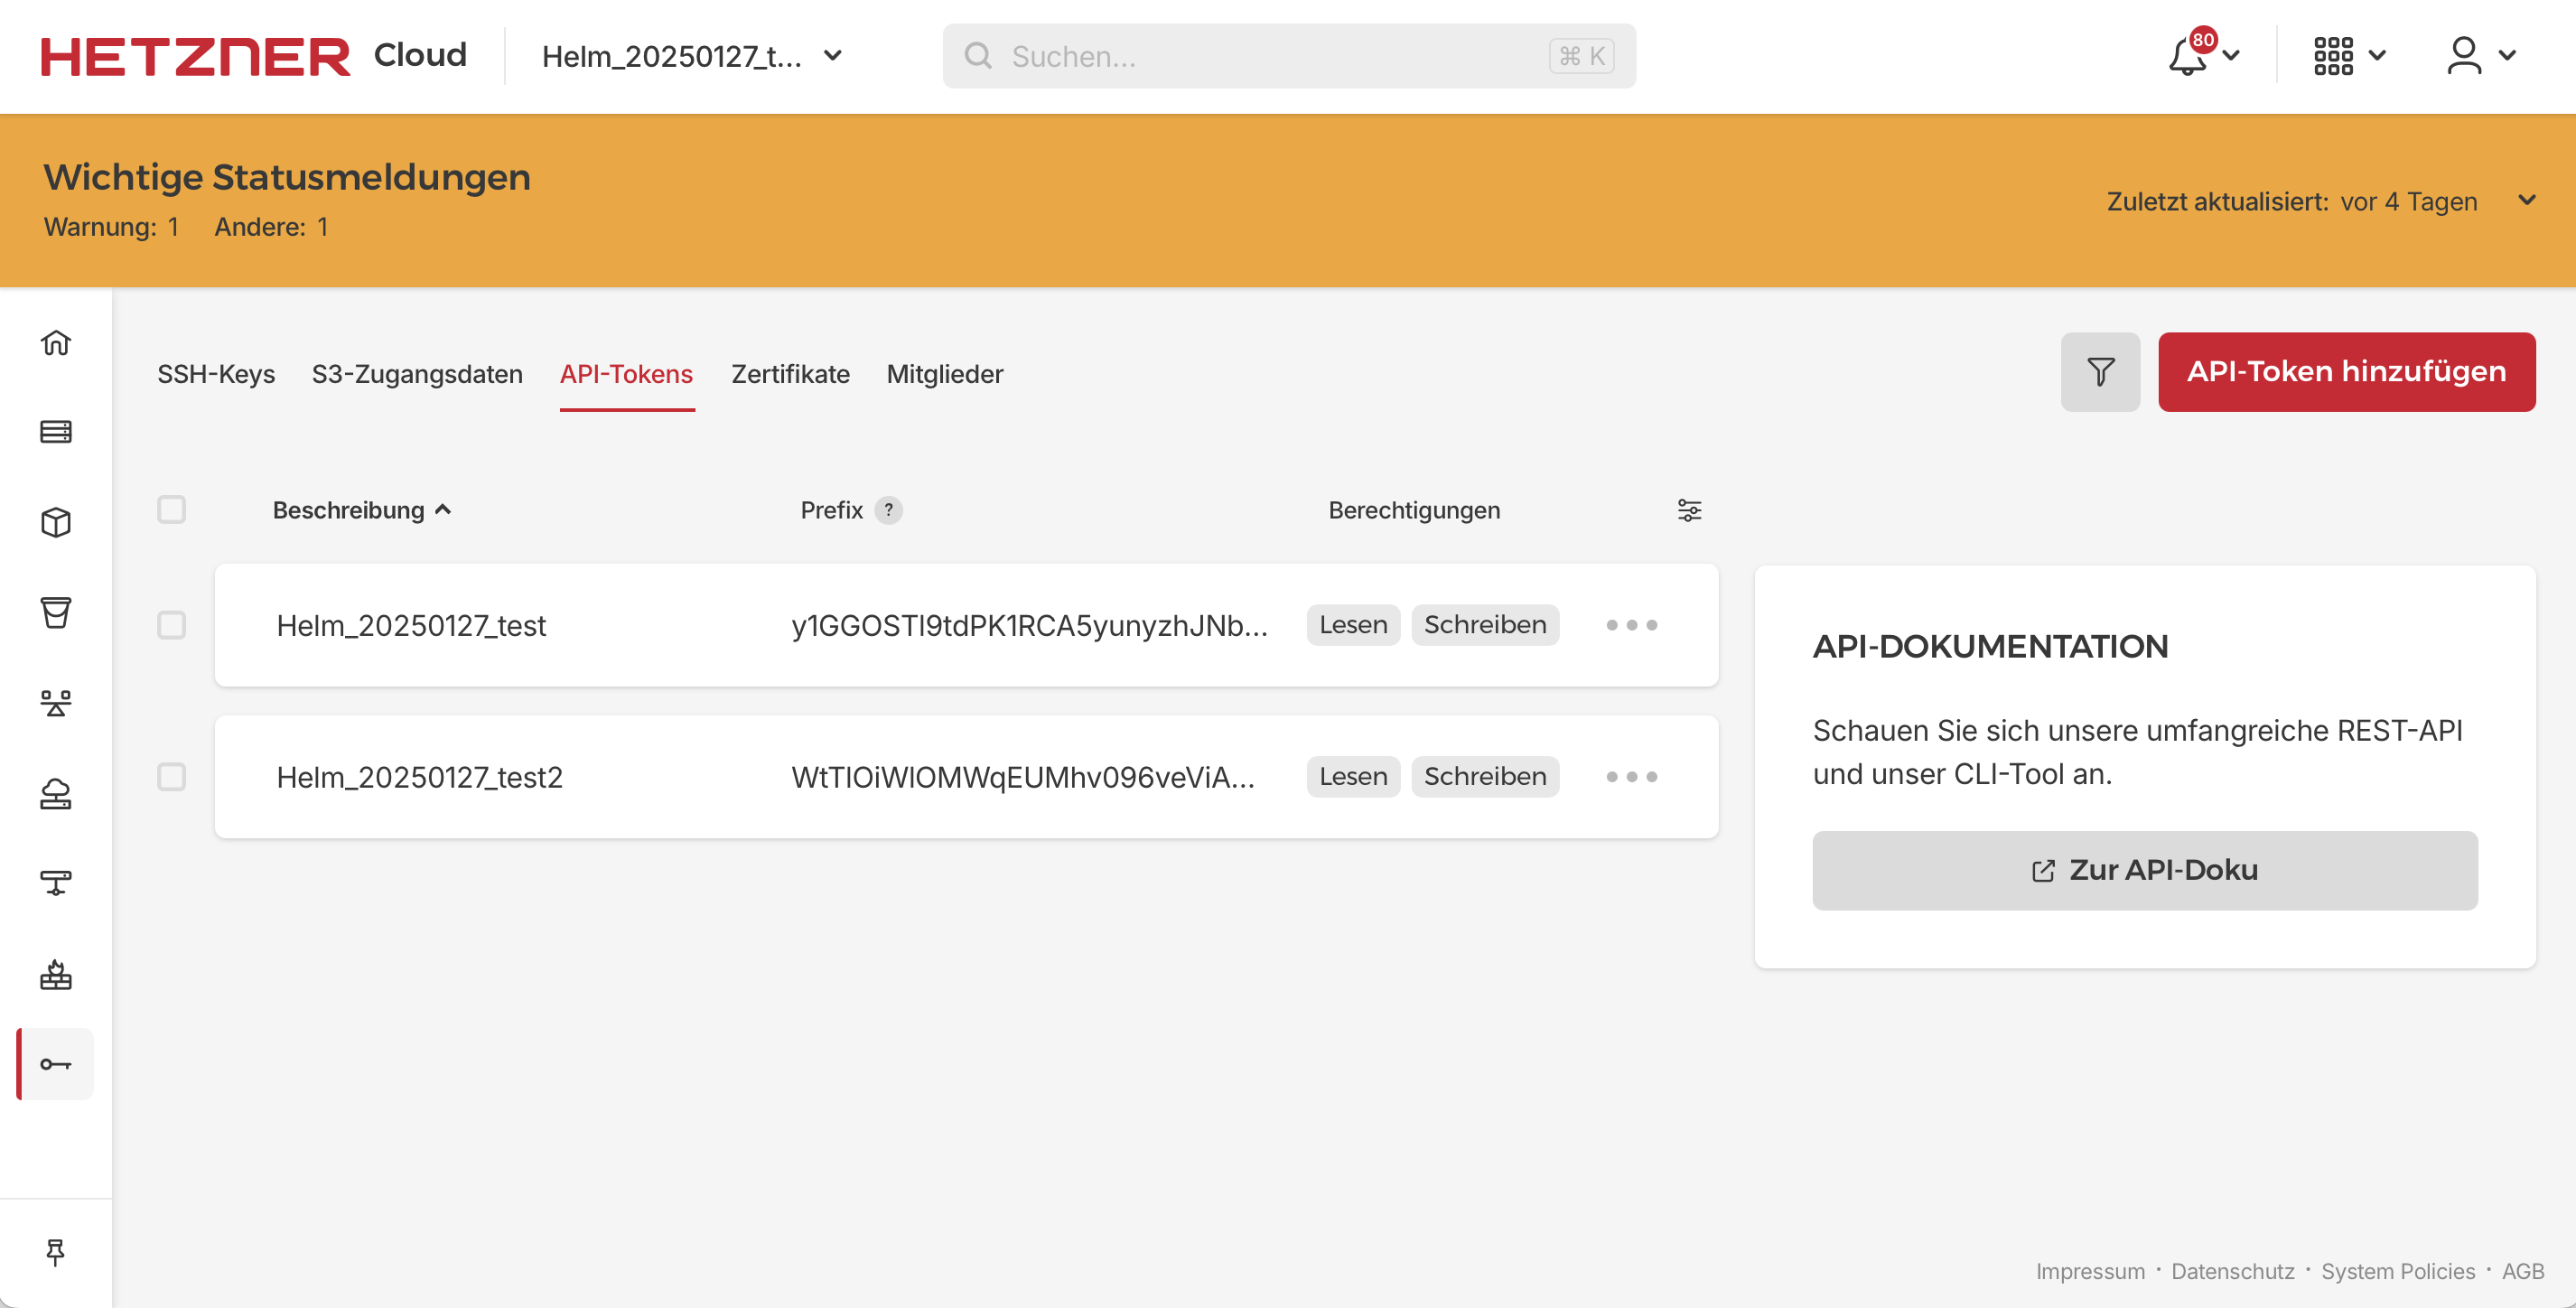 HETZNER Cloud
Helm_20250127_t...
Suchen...
⌘ K
80
Wichtige Statusmeldungen
Warnung: 1 Andere: 1
Zuletzt aktualisiert: vor 4 Tagen
SSH-Keys S3-Zugangsdaten API-Tokens Zertifikate Mitglieder
API-Token hinzufügen
Beschreibung Prefix ? Berechtigungen
Helm_20250127_test y1GGOSTl9tdPK1RCA5yunyzhJNb... Lesen Schreiben
Helm_20250127_test2 WtTlOiWlOMWqEUMhv096veViA... Lesen Schreiben
API-DOKUMENTATION
Schauen Sie sich unsere umfangreiche REST-API
und unser CLI-Tool an.
Zur API-Doku
Impressum · Datenschutz · System Policies · AGB